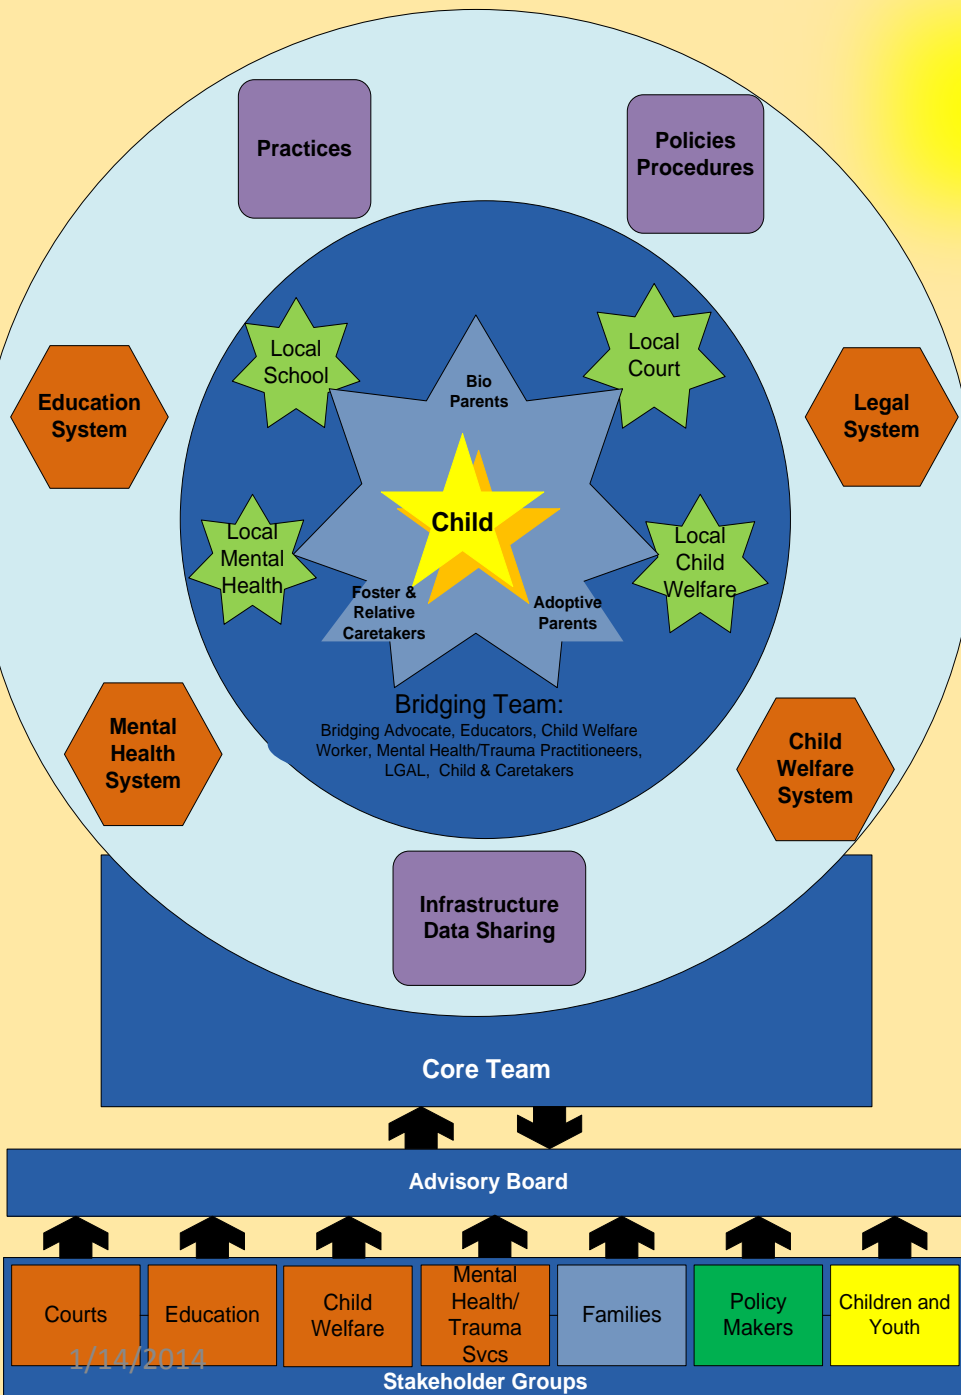 Practices
Policies
Procedures
Local
School
Local
Court
Bio
Parents
Education
System
Legal
System
Child
Local
Mental
Health
Local
Child
Welfare
Foster &
Relative
Caretakers
Adoptive
Parents
Bridging Team:
Bridging Advocate, Educators, Child Welfare
Worker, Mental Health/Trauma Practitioneers,
LGAL, Child & Caretakers
Mental
Health
System
Child
Welfare
System
Infrastructure
Data Sharing
Core Team
Advisory Board
Courts
Education
Child
Welfare
Mental
Health/
Trauma
Svcs
Families
Policy
Makers
Children and
Youth
1/14/2014
Stakeholder Groups